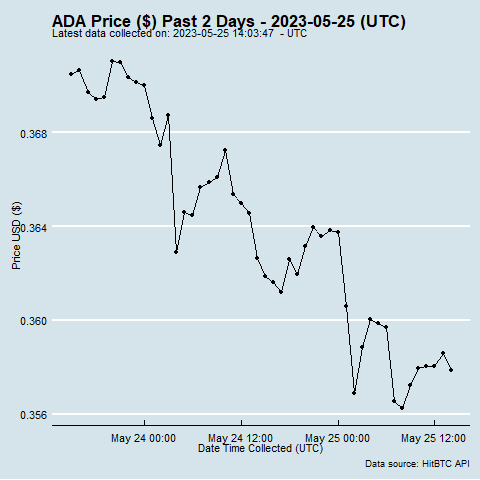 ADA Price ($) Past 2 Days - 2023-05-25 (UTC)
Latest data collected on: 2023-05-25 14:03:47  - UTC
0.368
0.364
0.360
0.356
Price USD ($)
May 24 00:00
May 24 12:00
May 25 00:00
May 25 12:00
Date Time Collected (UTC)
Data source: HitBTC API